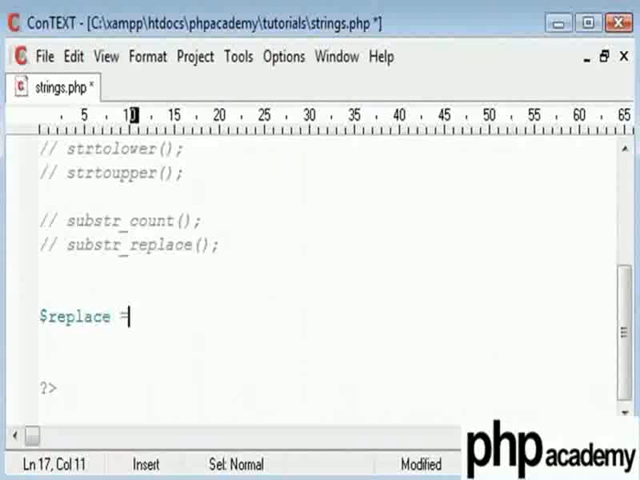 ConTEXT - [C:\xampp\htdocs\phpacademy\tutorials\strings.php *]
File Edit View Format Project Tools Options Window Help
strings.php *
5 10 15 20 25 30 35 40 45 50 55 60 65
// strtolower();
// strtoupper();
// substr_count();
// substr_replace();
$replace =
?>
Ln 17, Col 11 Insert Sel: Normal Modified
php academy